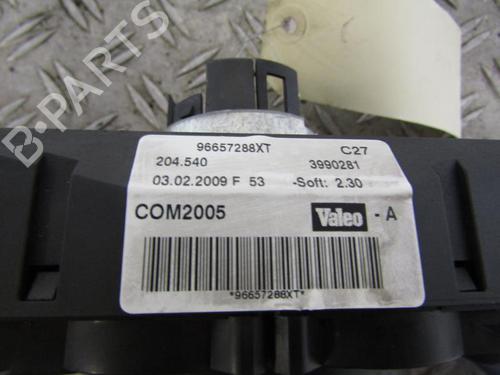 B-PARTS
96657288XT C27
204.540 3990281
03.02.2009 F 53 -Soft: 2.30
COM2005 Valeo -A
*96657288XT*